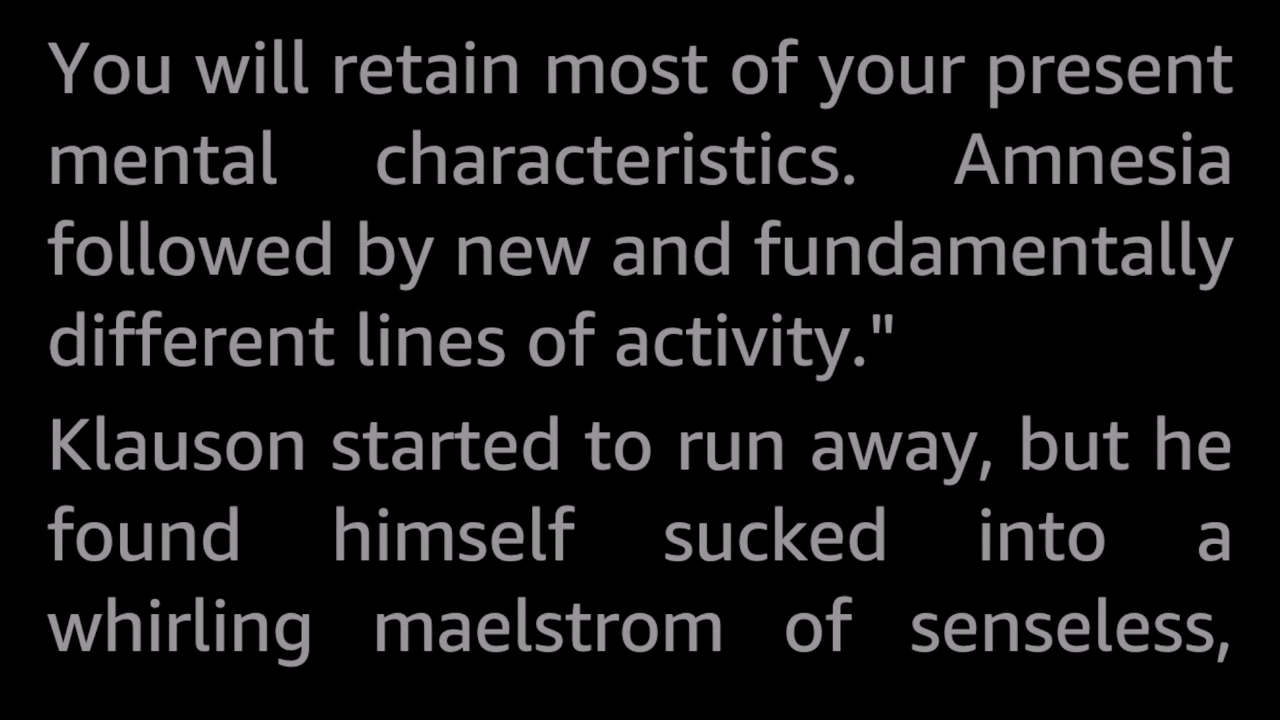 You will retain most of your present
mental characteristics. Amnesia
followed by new and fundamentally
different lines of activity."
Klauson started to run away, but he
found himself sucked into a
whirling maelstrom of senseless,